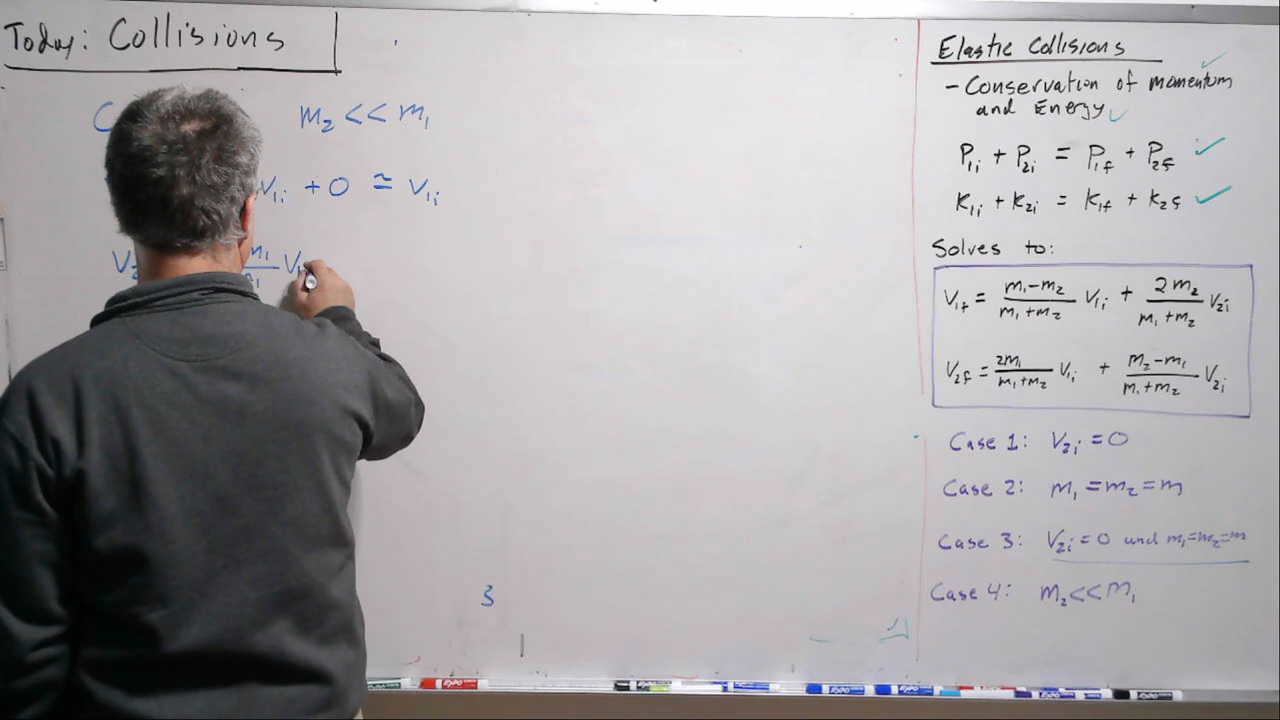 Today: Collisions
m₂ << m₁
V₁ᵢ + 0 ≅ V₁ᵢ
m₁ V
3
Elastic Collisions
- Conservation of momentum
and Energy
P₁ᵢ + P₂ᵢ = P₁f + P₂f
K₁ᵢ + K₂ᵢ = K₁f + K₂f
Solves to:
V₁f = (m₁-m₂)/(m₁+m₂) V₁ᵢ + 2m₂/(m₁+m₂) V₂ᵢ
V₂f = 2m₁/(m₁+m₂) V₁ᵢ + (m₂-m₁)/(m₁+m₂) V₂ᵢ
Case 1: V₂ᵢ = 0
Case 2: m₁ = m₂ = m
Case 3: V₂ᵢ = 0 and m₁=m₂=m
Case 4: m₂<<m₁